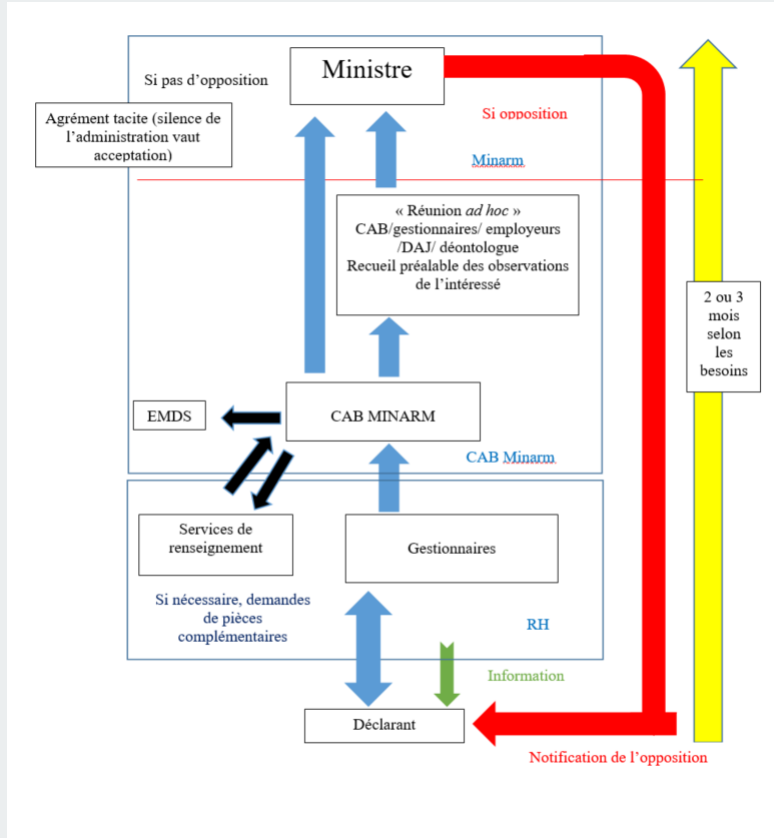 Ministre
Si pas d’opposition
Agrément tacite (silence de
l’administration vaut
acceptation)
Si opposition
Minarm
« Réunion ad hoc »
CAB/gestionnaires/ employeurs
/DAJ/ déontologue
Recueil préalable des observations
de l’intéressé
2 ou 3
mois
selon
les
besoins
EMDS
CAB MINARM
CAB Minarm
Services de
renseignement
Gestionnaires
Si nécessaire, demandes
de pièces
complémentaires
RH
Information
Déclarant
Notification de l’opposition